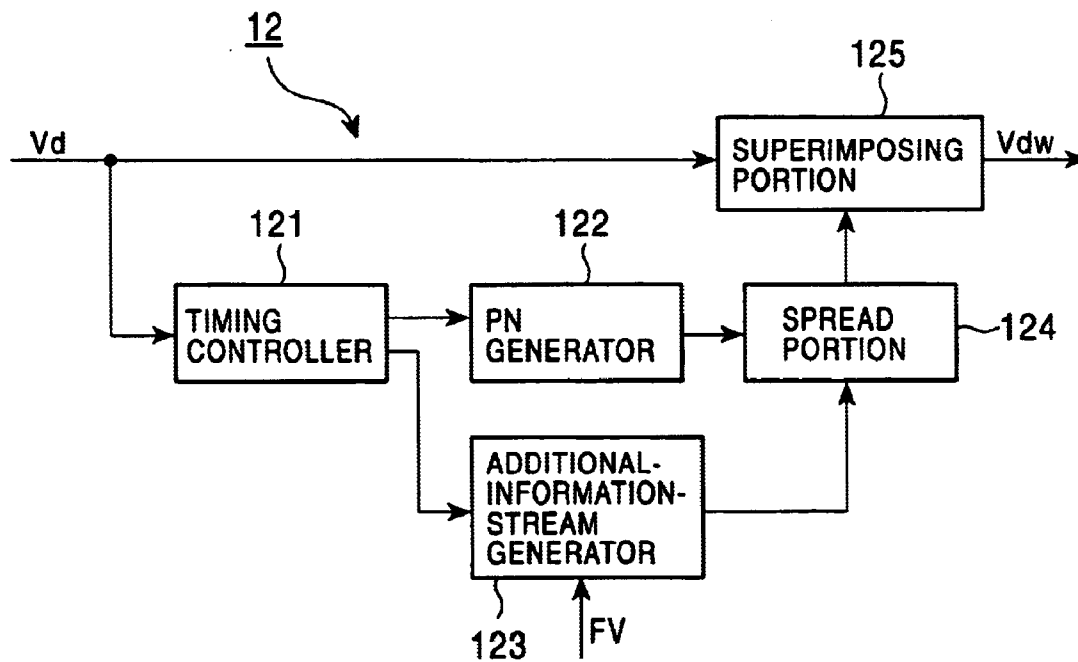 12
125
Vd
SUPERIMPOSING
PORTION
Vdw
121
122
TIMING
CONTROLLER
PN
GENERATOR
SPREAD
PORTION
124
ADDITIONAL-
INFORMATION-
STREAM
GENERATOR
123
FV